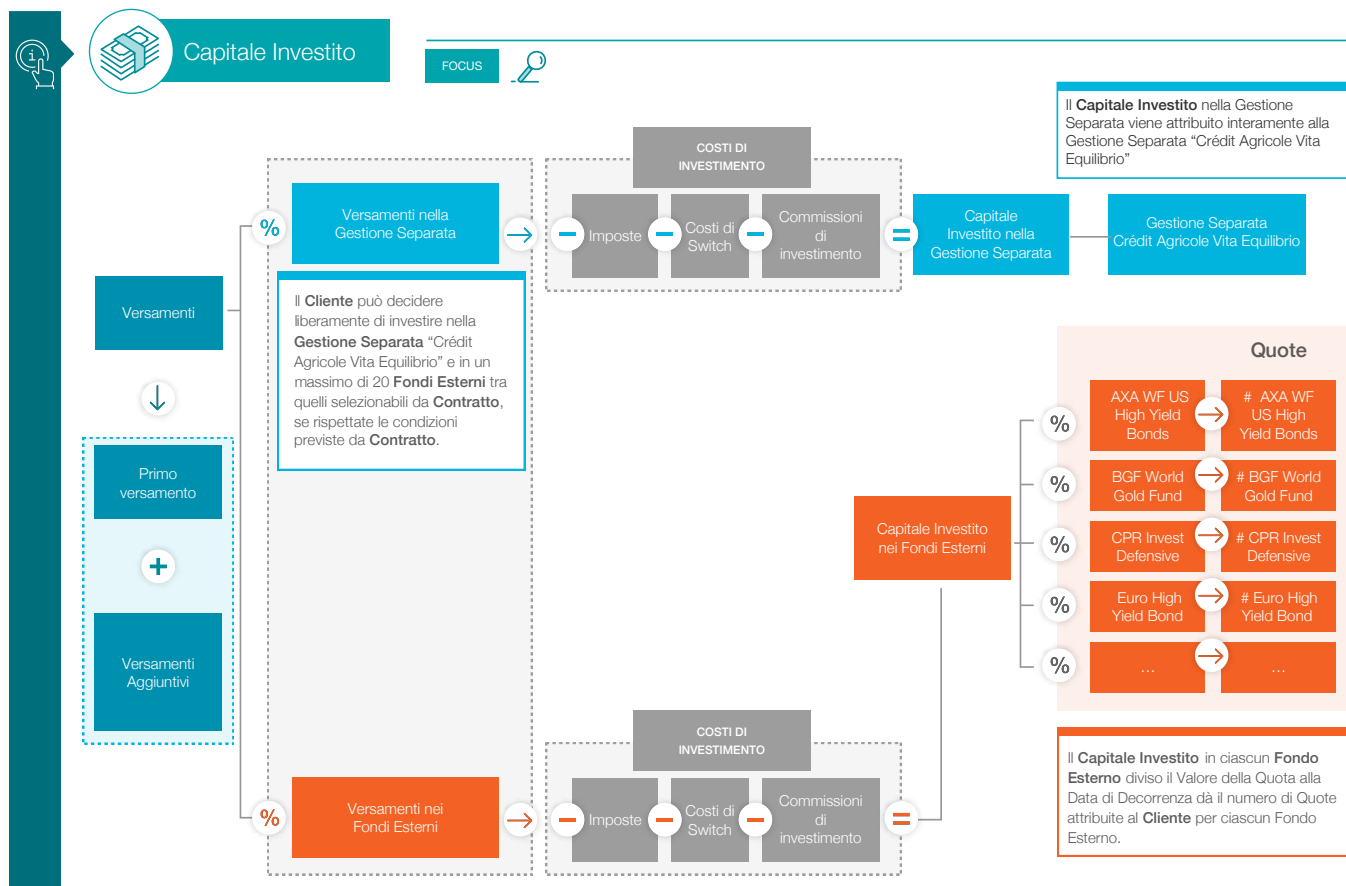 Capitale Investito
FOCUS
Il Capitale Investito nella Gestione
Separata viene attribuito interamente alla
Gestione Separata “Crédit Agricole Vita
Equilibrio”
COSTI DI
INVESTIMENTO
%
Versamenti nella
Gestione Separata
Imposte
Costi di
Switch
Commissioni
di
investimento
=
Capitale
Investito nella
Gestione Separata
Gestione Separata
Crédit Agricole Vita Equilibrio
Il Cliente può decidere
liberamente di investire nella
Gestione Separata “Crédit
Agricole Vita Equilibrio” e in un
massimo di 20 Fondi Esterni tra
quelli selezionabili da Contratto,
se rispettate le condizioni
previste da Contratto.
Versamenti
Primo
versamento
+
Versamenti
Aggiuntivi
Capitale Investito
nei Fondi Esterni
Quote
%
AXA WF US
High Yield
Bonds
# AXA WF
US High
Yield Bonds
%
BGF World
Gold Fund
# BGF World
Gold Fund
%
CPR Invest
Defensive
# CPR Invest
Defensive
%
Euro High
Yield Bond
# Euro High
Yield Bond
%
...
...
COSTI DI
INVESTIMENTO
%
Versamenti nei
Fondi Esterni
Imposte
Costi di
Switch
Commissioni
di
investimento
=
Il Capitale Investito in ciascun Fondo
Esterno diviso il Valore della Quota alla
Data di Decorrenza dà il numero di Quote
attribuite al Cliente per ciascun Fondo
Esterno.